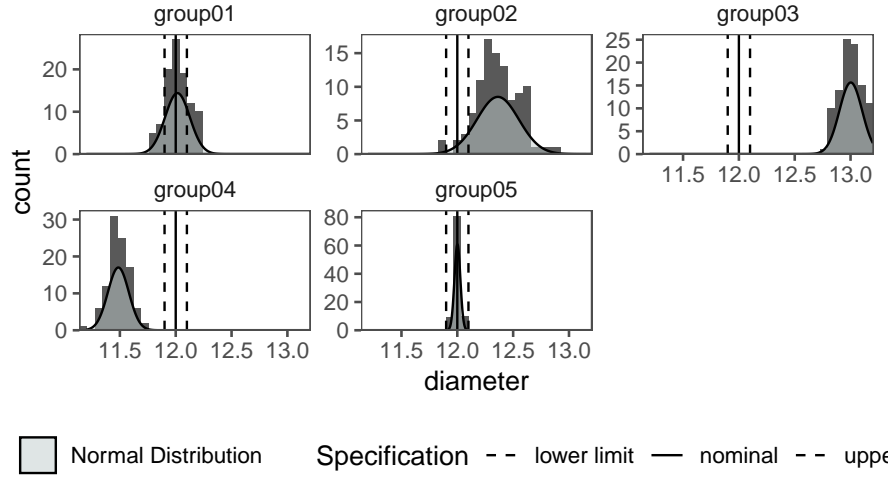 group01
group02
group03
20
10
0
15
10
5
0
25
20
15
10
5
0
11.5 12.0 12.5 13.0
count
group04
group05
30
20
10
0
80
60
40
20
0
11.5 12.0 12.5 13.0
11.5 12.0 12.5 13.0
diameter
Normal Distribution
Specification
lower limit
nominal
uppe